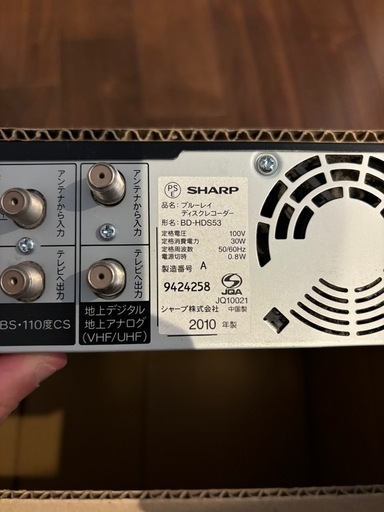 アンテナから入力
アンテナから入力
テレビへ出力
テレビへ出力
BS・110度CS
地上デジタル
地上アナログ
(VHF/UHF)
PS
E
SHARP
品名: ブルーレイ
ディスクレコーダー
形名: BD-HDS53
定格電圧 100V
定格消費電力 30W
定格周波数 50/60Hz
電源切時 0.8W
製造番号 A
9424258
JQA
JQ10021
シャープ株式会社 中国製
2010 年製